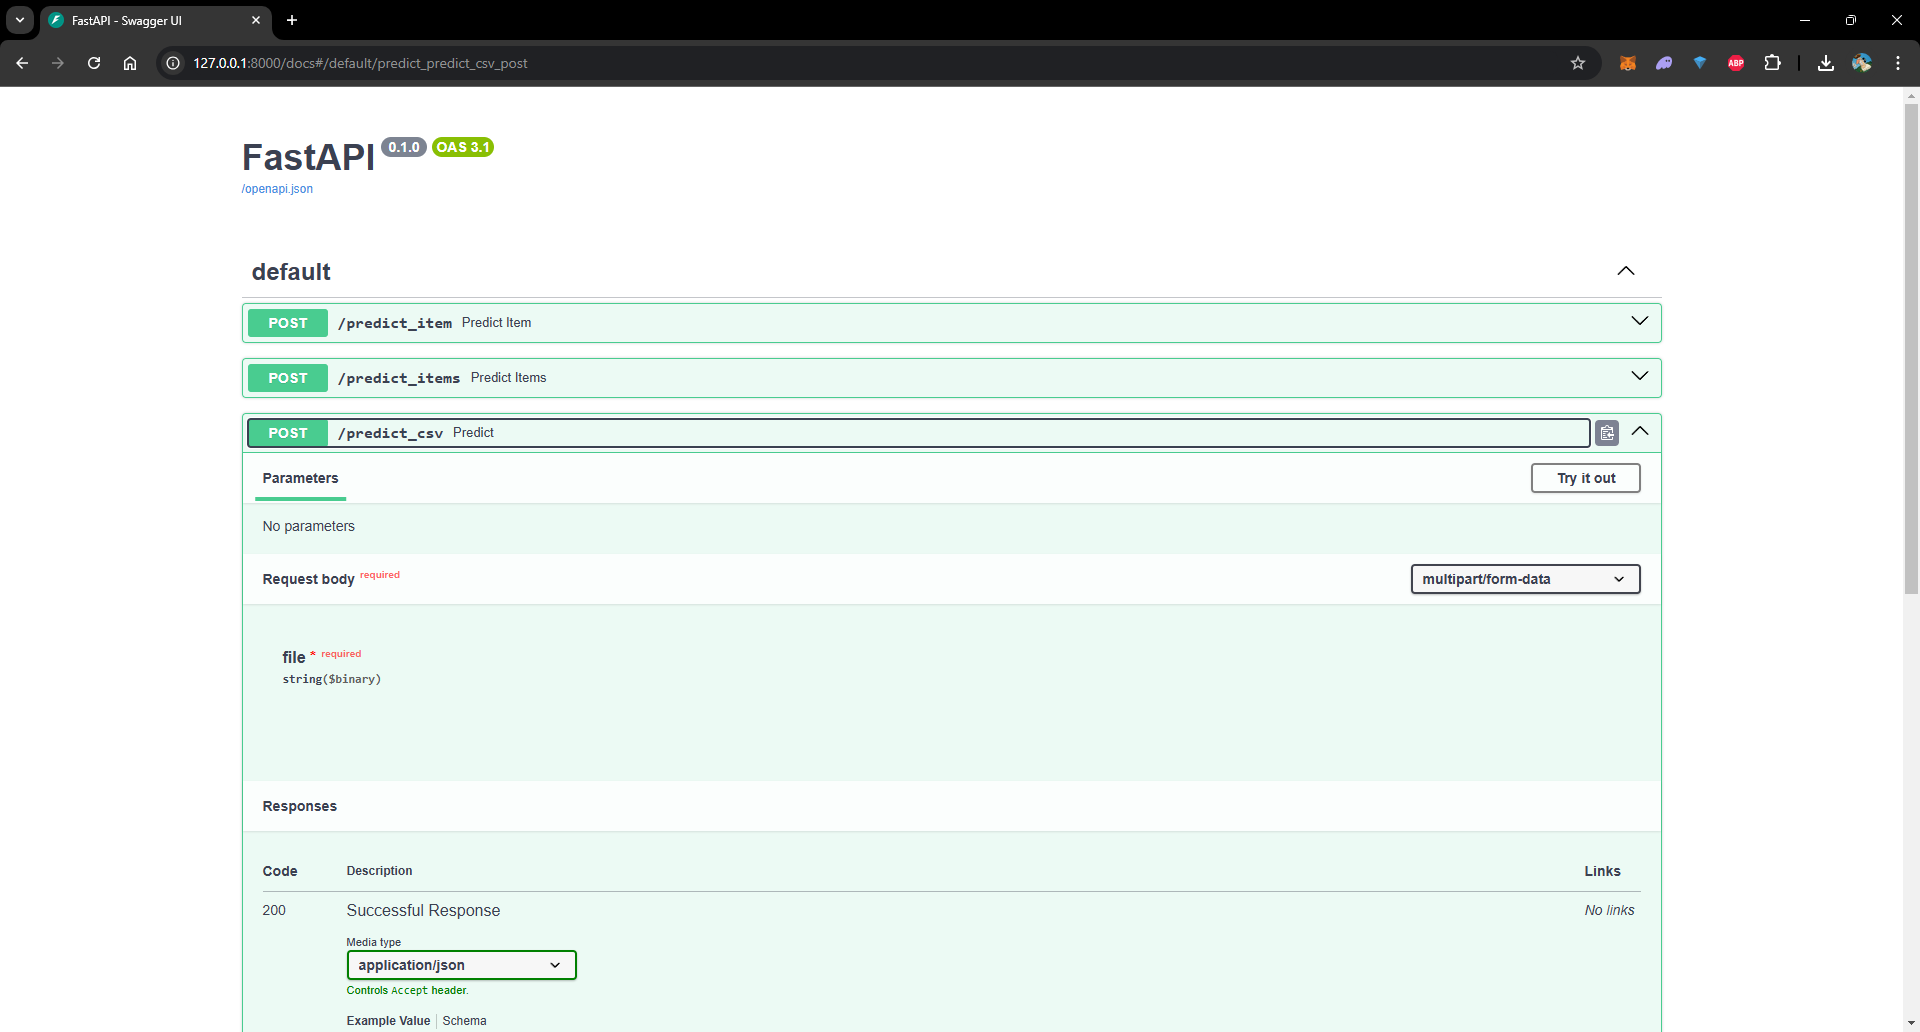 FastAPI - Swagger UI
127.0.0.1:8000/docs#/default/predict_predict_csv_post
ABP
FastAPI 0.1.0 OAS 3.1
/openapi.json
default
POST /predict_item Predict Item
POST /predict_items Predict Items
POST /predict_csv Predict
Parameters
Try it out
No parameters
Request body required
multipart/form-data
file * required
string($binary)
Responses
Code Description Links
200 Successful Response No links
Media type
application/json
Controls Accept header.
Example Value Schema